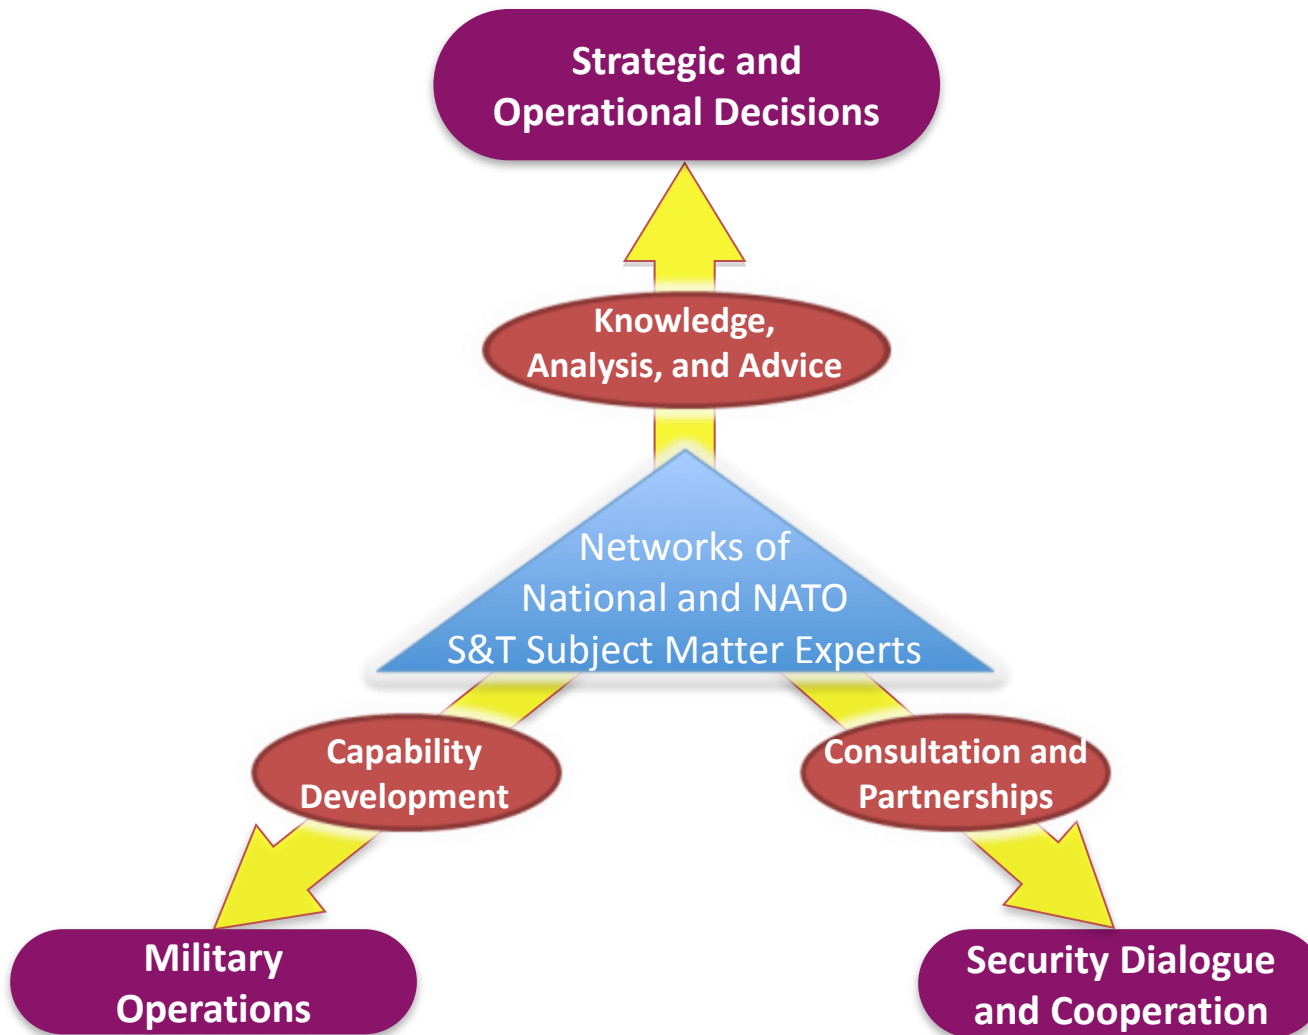 Strategic and
Operational Decisions
Knowledge,
Analysis, and Advice
Networks of
National and NATO
S&T Subject Matter Experts
Capability
Development
Consultation and
Partnerships
Military
Operations
Security Dialogue
and Cooperation